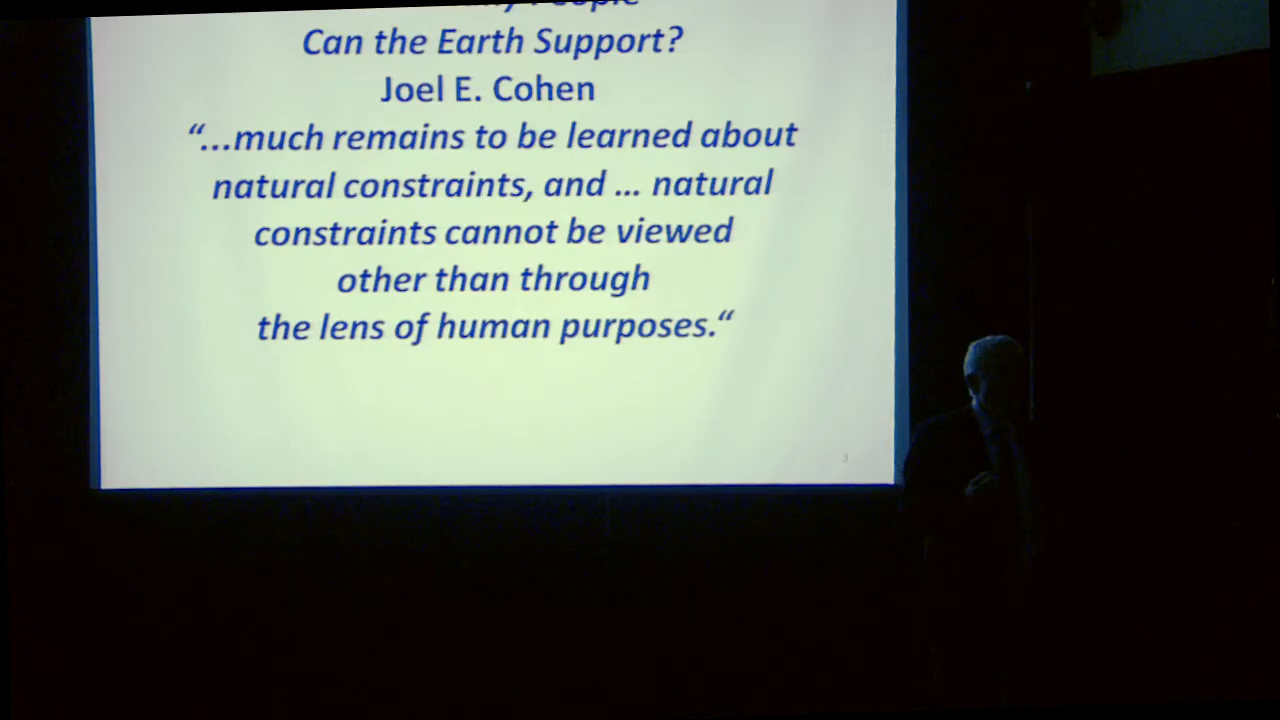 Can the Earth Support?
Joel E. Cohen
“...much remains to be learned about
natural constraints, and ... natural
constraints cannot be viewed
other than through
the lens of human purposes.“
3